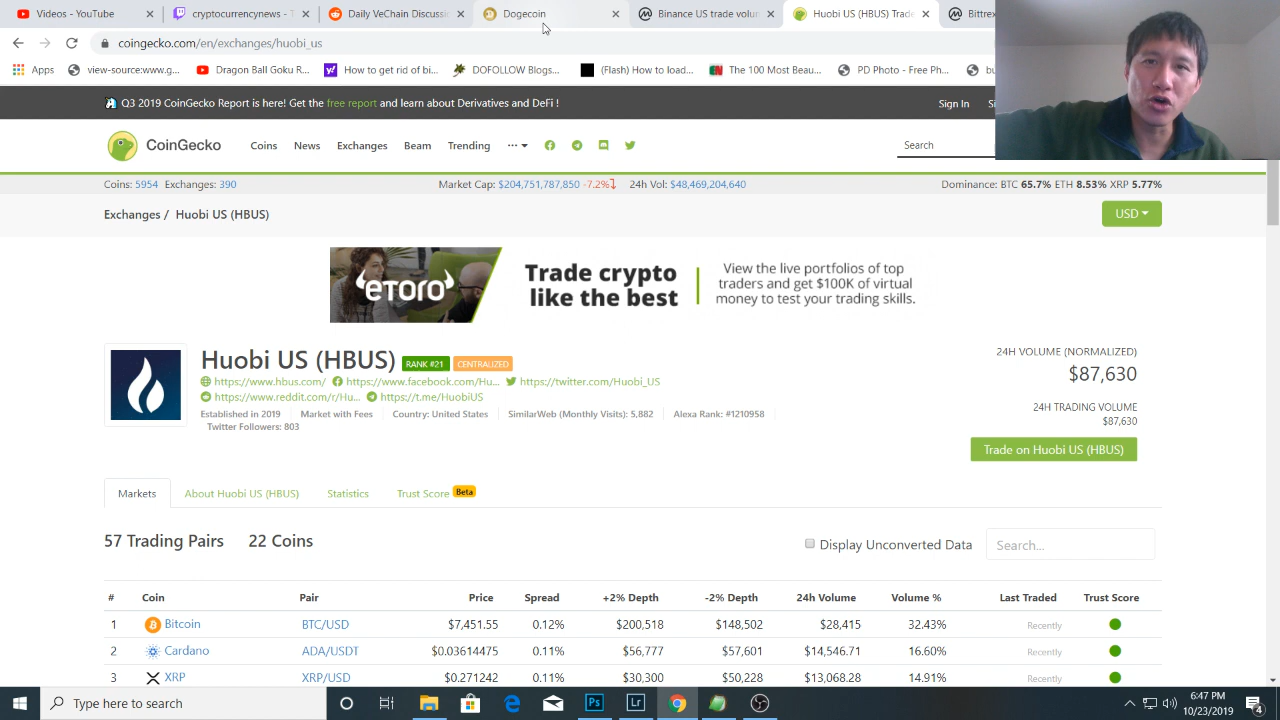 Videos - YouTube
cryptocurrencynews - T
Daily VeChain Discussi
Dogecoin
Binance US trade volu
Huobi US (HBUS) Trade
Bittrex
coingecko.com/en/exchanges/huobi_us
Apps
view-source:www.g...
Dragon Ball Goku R...
How to get rid of bi...
DOFOLLOW Blogs...
(Flash) How to load...
The 100 Most Beau...
PD Photo - Free Ph...
Q3 2019 CoinGecko Report is here! Get the free report and learn about Derivatives and DeFi !
Sign In
CoinGecko
Coins
News
Exchanges
Beam
Trending
Search
Coins: 5954 Exchanges: 390
Market Cap: $204,751,787,850 -7.2%
24h Vol: $48,469,204,640
Dominance: BTC 65.7% ETH 8.53% XRP 5.77%
Exchanges / Huobi US (HBUS)
USD
eToro
Trade crypto
like the best
View the live portfolios of top
traders and get $100K of virtual
money to test your trading skills.
Huobi US (HBUS)
RANK #21
CENTRALIZED
https://www.hbus.com/
https://www.facebook.com/Hu...
https://twitter.com/Huobi_US
https://www.reddit.com/r/Hu...
https://t.me/HuobiUS
Established in 2019
Market with Fees
Country: United States
SimilarWeb (Monthly Visits): 5,882
Alexa Rank: #1210958
Twitter Followers: 803
24H VOLUME (NORMALIZED)
$87,630
24H TRADING VOLUME
$87,630
Trade on Huobi US (HBUS)
Markets
About Huobi US (HBUS)
Statistics
Trust Score Beta
57 Trading Pairs
22 Coins
Display Unconverted Data
Search...
# Coin Pair Price Spread +2% Depth -2% Depth 24h Volume Volume % Last Traded Trust Score
1 Bitcoin BTC/USD $7,451.55 0.12% $200,518 $148,502 $28,415 32.43% Recently
2 Cardano ADA/USDT $0.03614475 0.11% $56,777 $57,601 $14,546.71 16.60% Recently
3 XRP XRP/USD $0.271242 0.11% $30,300 $50,228 $13,068.28 14.91% Recently
Type here to search
Ps
Lr
6:47 PM
10/23/2019
4